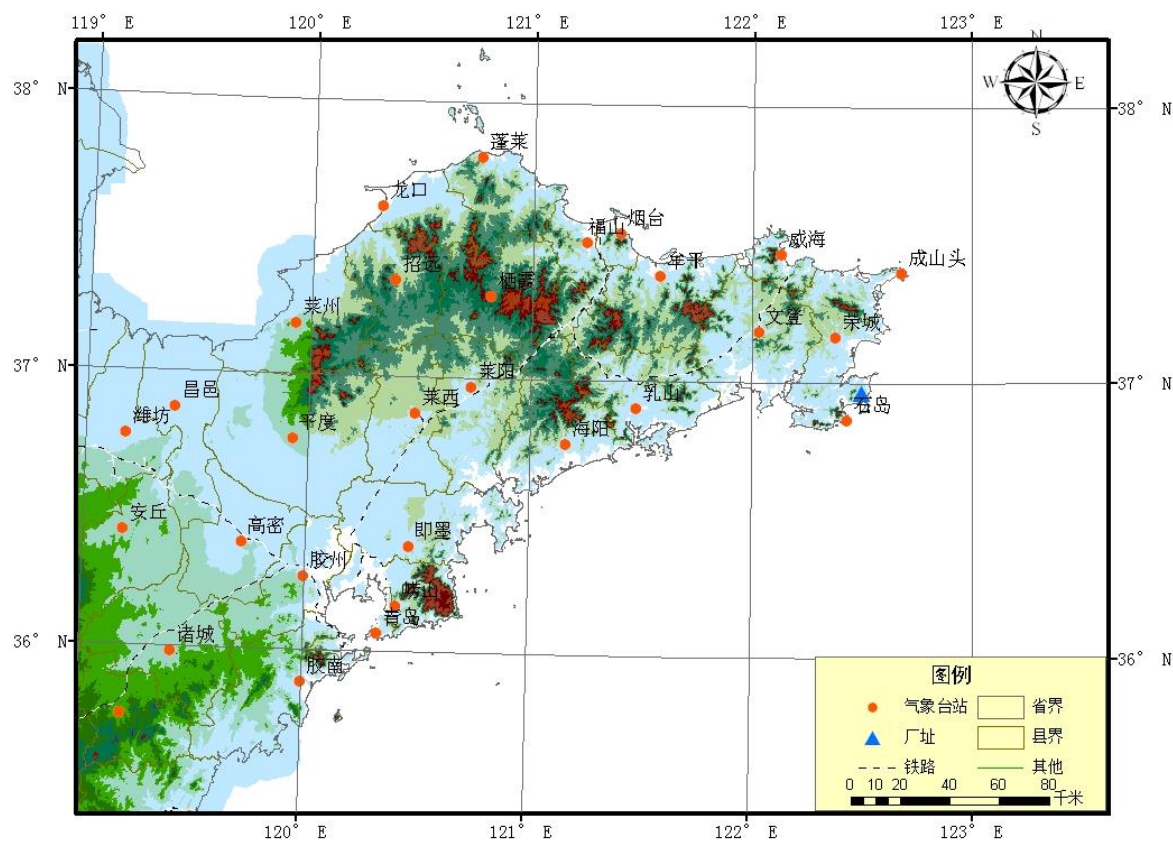 119° E 120° E 121° E 122° E 123° E
N
38° N
W E
38° N
S
蓬莱
龙口
福山 烟台
威海
成山头
招远
牟平
栖霞
莱州
文登
荣城
37° N
莱阳
37° N
昌邑
莱西
乳山
石岛
潍坊
平度
海阳
安丘
高密
即墨
胶州
崂山
青岛
36° N
诸城
36° N
胶南
图例
气象台站 省界
厂址 县界
铁路 其他
0 10 20 40 60 80
千米
120° E 121° E 122° E 123° E